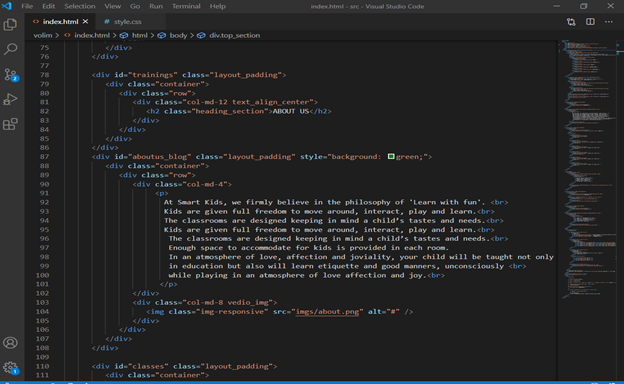 File Edit Selection View Go Run Terminal Help
index.html - src - Visual Studio Code
index.html × # style.css
volim > index.html > html > body > div.top_section
75 </div>
76 </div>
77
78 <div id="trainings" class="layout_padding">
79 <div class="container">
80 <div class="row">
81 <div class="col-md-12 text_align_center">
82 <h2 class="heading_section">ABOUT US</h2>
83 </div>
84 </div>
85 </div>
86 </div>
87 <div id="aboutus_blog" class="layout_padding" style="background: green;">
88 <div class="container">
89 <div class="row">
90 <div class="col-md-4">
91 <p>
92 At Smart Kids, we firmly believe in the philosophy of 'Learn with fun'. <br>
93 Kids are given full freedom to move around, interact, play and learn.<br>
94 The classrooms are designed keeping in mind a child's tastes and needs.<br>
95 Kids are given full freedom to move around, interact, play and learn.<br>
96 The classrooms are designed keeping in mind a child's tastes and needs.<br>
97 Enough space to accommodate for kids is provided in each room.
98 In an atmosphere of love, affection and joviality, your child will be taught not only
99 in education but also will learn etiquette and good manners, unconsciously <br>
100 while playing in an atmosphere of love affection and joy.<br>
101 </p>
102 </div>
103 <div class="col-md-8 vedio_img">
104 <img class="img-responsive" src="imgs/about.png" alt="#" />
105 </div>
106 </div>
107 </div>
108 </div>
109
110 <div id="classes" class="layout_padding">
111 <div class="container">